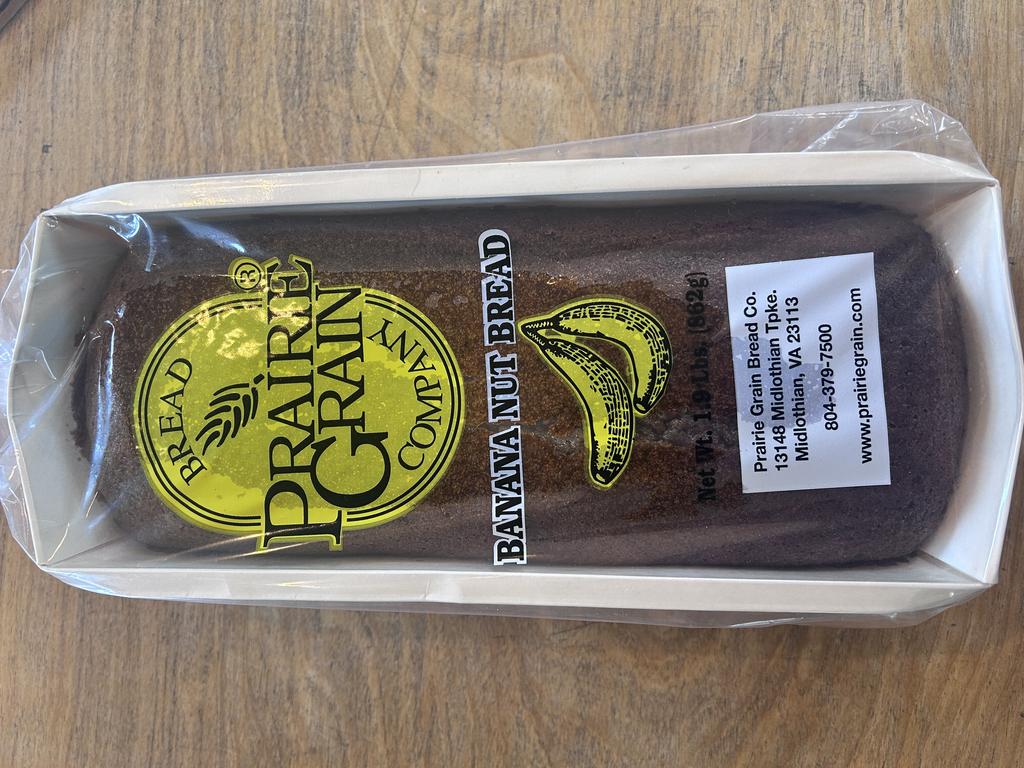 BREAD
PRAIRIE®
GRAIN
COMPANY
BANANA NUT BREAD
Net Wt. 1.9 Lbs. (862g)
Prairie Grain Bread Co.
13148 Midlothian Tpke.
Midlothian, VA 23113
804-379-7500
www.prairiegrain.com